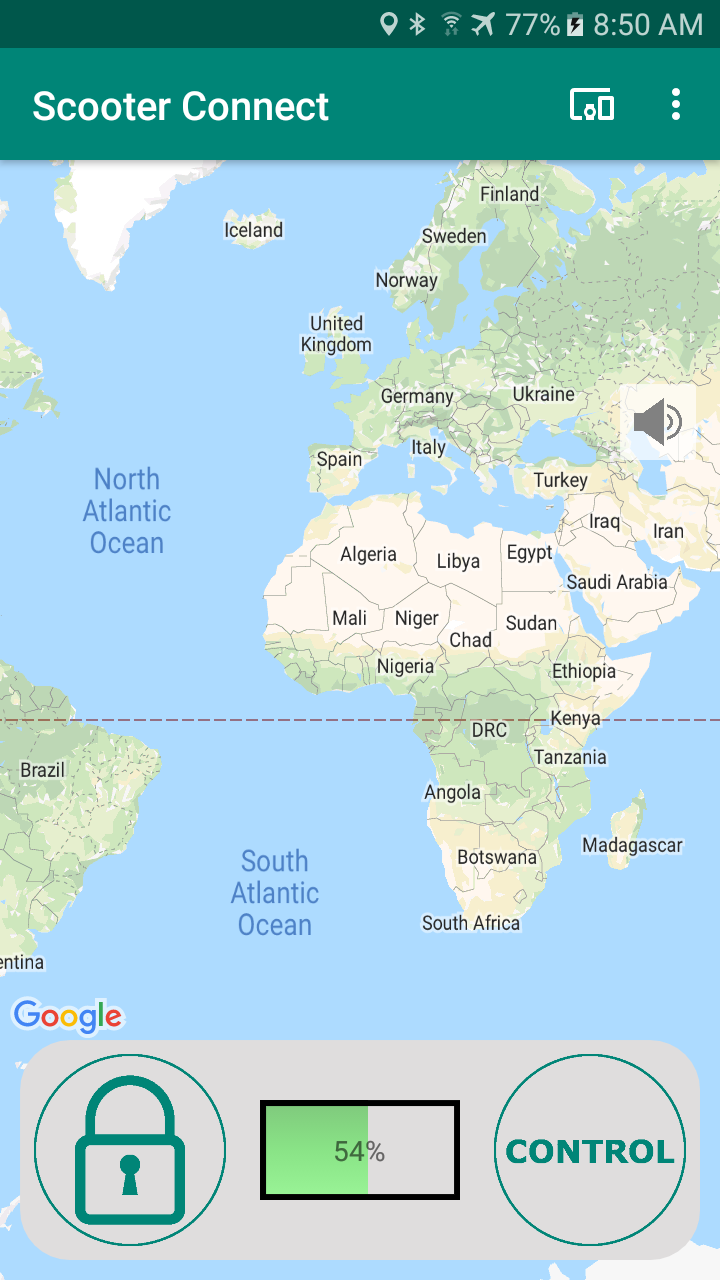 77% 8:50 AM
Scooter Connect
Finland
Iceland
Sweden
Norway
United
Kingdom
Germany
Ukraine
Italy
Spain
North
Atlantic
Ocean
Turkey
Iraq
Iran
Algeria
Libya
Egypt
Saudi Arabia
Mali
Niger
Sudan
Chad
Nigeria
Ethiopia
Kenya
DRC
Tanzania
Brazil
Angola
Madagascar
Botswana
South
Atlantic
Ocean
South Africa
entina
Google
54%
CONTROL